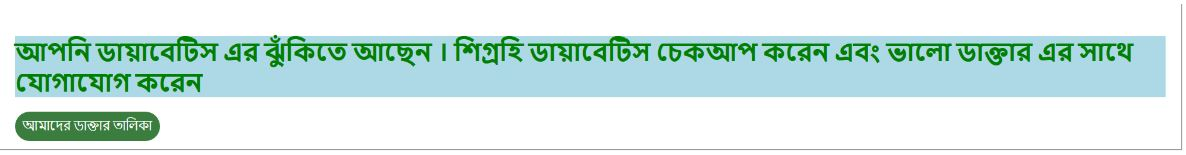 আপনি ডায়াবেটিস এর ঝুঁকিতে আছেন । শিগ্রহি ডায়াবেটিস চেকআপ করেন এবং ভালো ডাক্তার এর সাথে
যোগাযোগ করেন
আমাদের ডাক্তার তালিকা